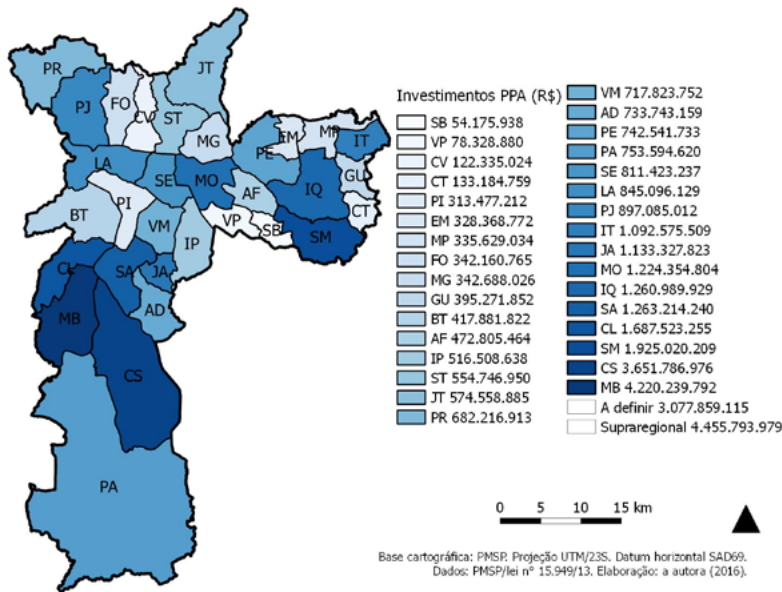 PR
JT
PJ
FO
CV
ST
MG
EM
MP
IT
PE
LA
SE
MO
AF
IQ
GU
CT
BT
PI
VM
IP
VP
SB
SM
CL
SA
JA
MB
AD
CS
PA
Investimentos PPA (R$)
SB 54.175.938
VP 78.328.880
CV 122.335.024
CT 133.184.759
PI 313.477.212
EM 328.368.772
MP 335.629.034
FO 342.160.765
MG 342.688.026
GU 395.271.852
BT 417.881.822
AF 472.805.464
IP 516.508.638
ST 554.746.950
JT 574.558.885
PR 682.216.913
VM 717.823.752
AD 733.743.159
PE 742.541.733
PA 753.594.620
SE 811.423.237
LA 845.096.129
PJ 897.085.012
IT 1.092.575.509
JA 1.133.327.823
MO 1.224.354.804
IQ 1.260.989.929
SA 1.263.214.240
CL 1.687.523.255
SM 1.925.020.209
CS 3.651.786.976
MB 4.220.239.792
A definir 3.077.859.115
Supraregional 4.455.793.979
0 5 10 15 km
Base cartográfica: PMSP. Projeção UTM/23S. Datum horizontal SAD69.
Dados: PMSP/lei nº 15.949/13. Elaboração: a autora (2016).